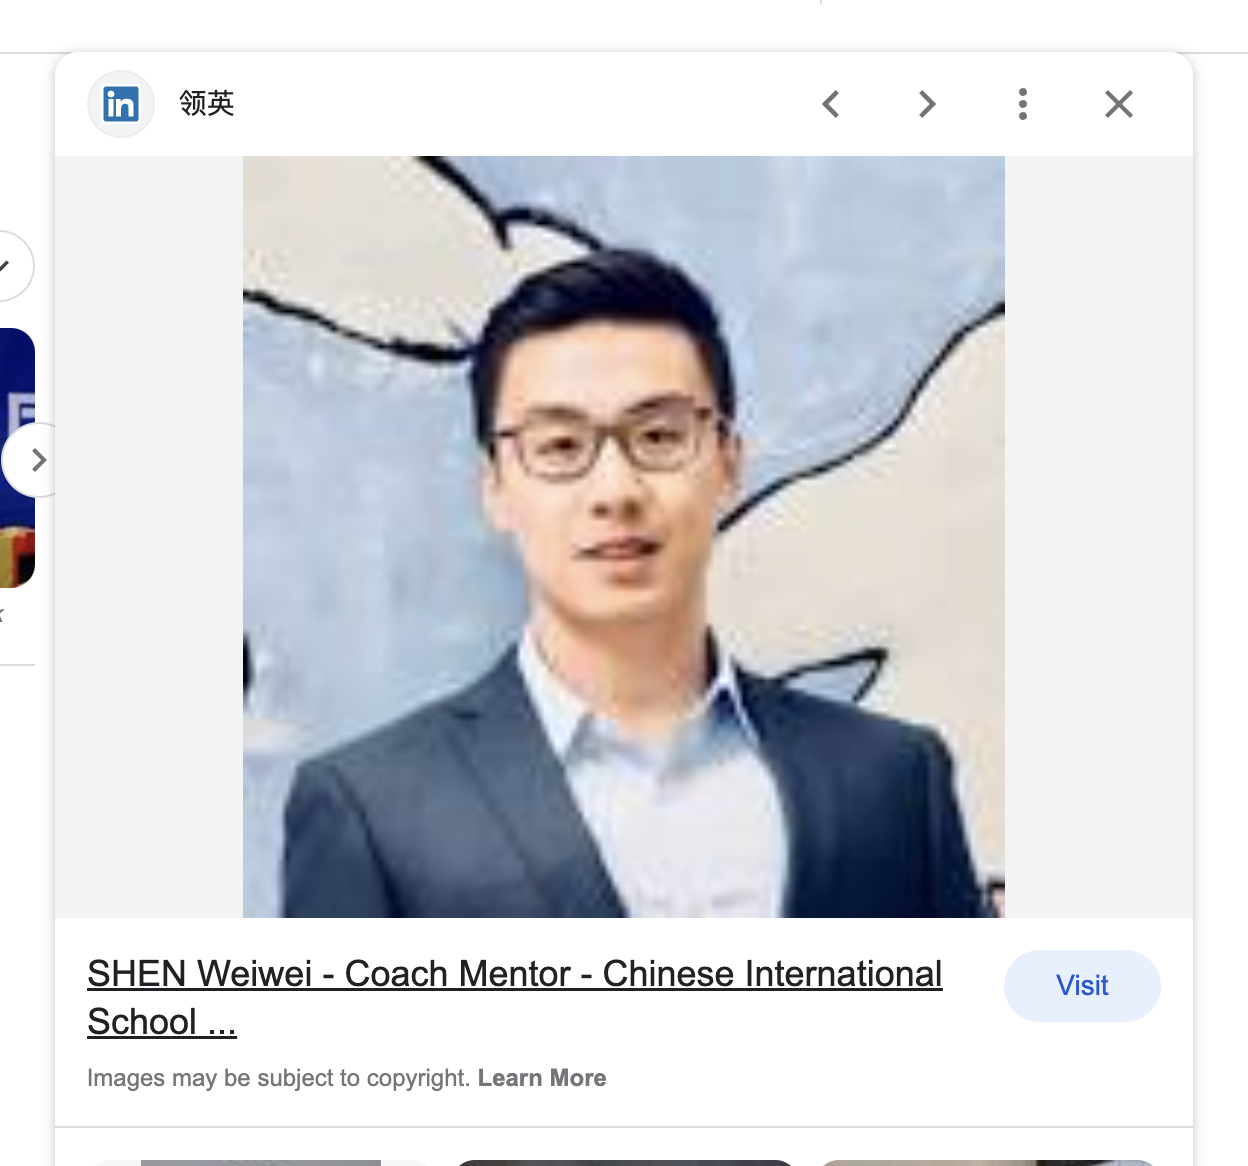 in 领英
SHEN Weiwei - Coach Mentor - Chinese International
School ...
Visit
Images may be subject to copyright. Learn More